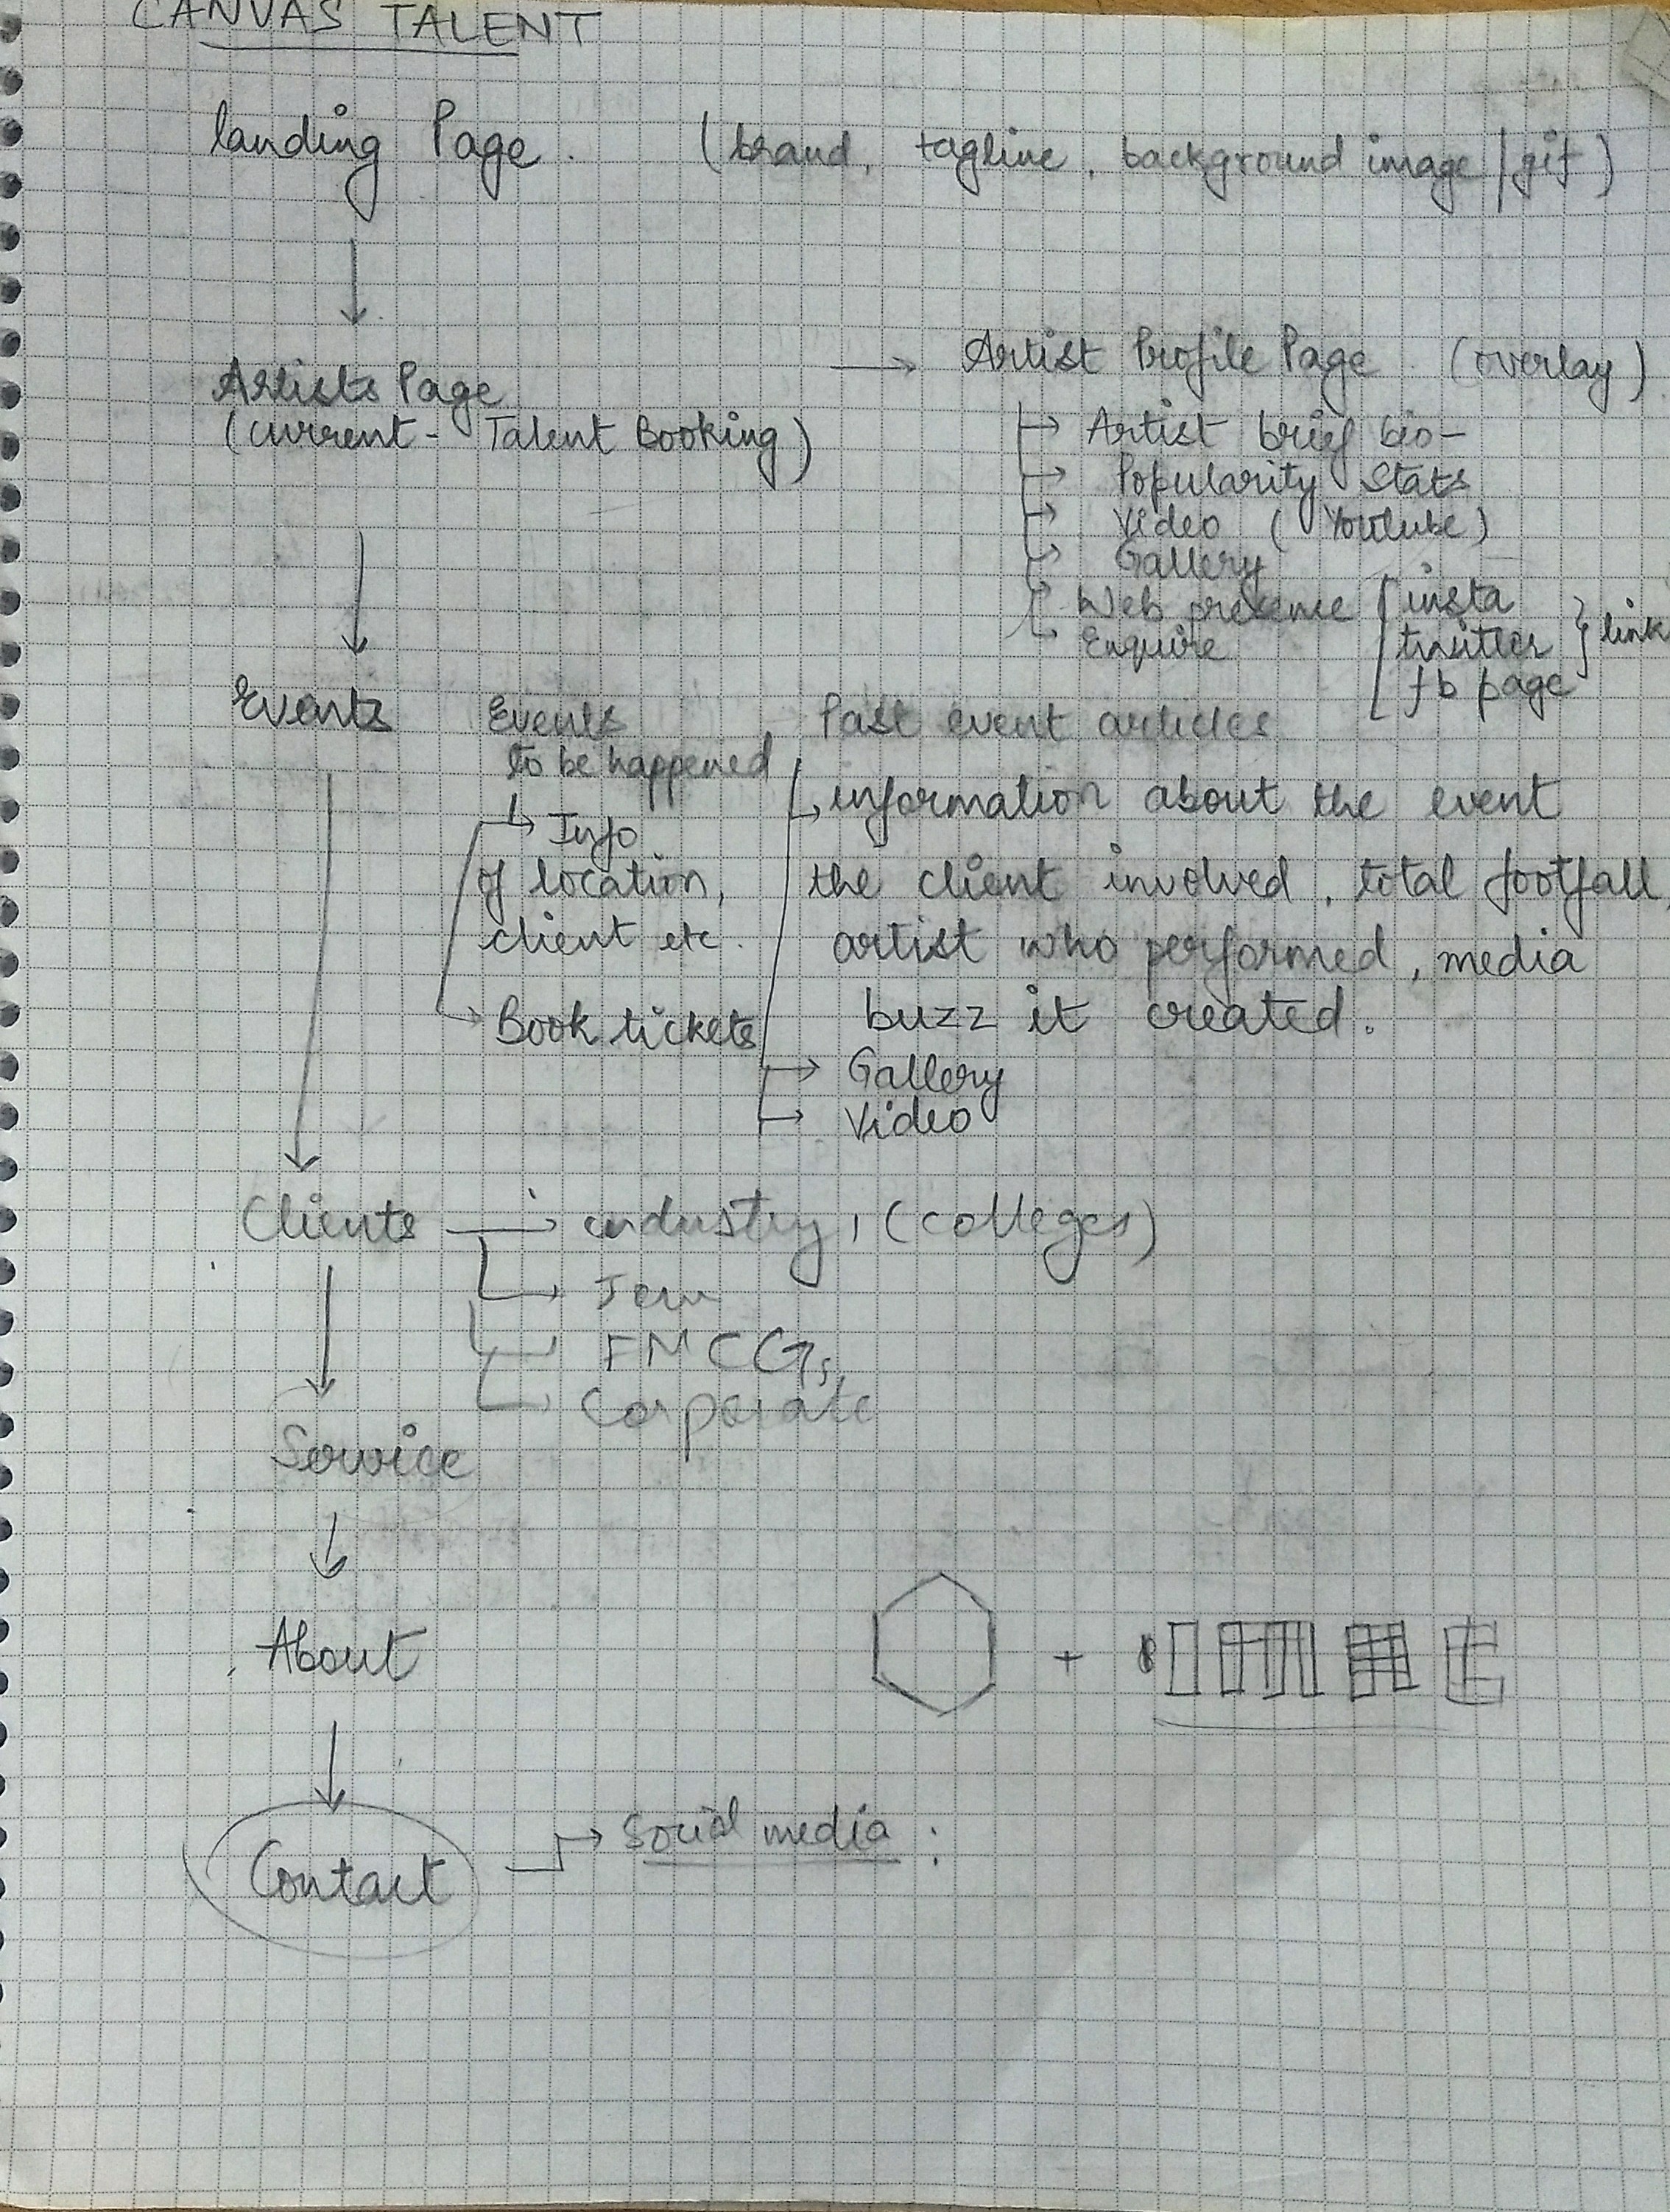 CANVAS TALENT
landing Page. (brand, tagline, background image/gif)
Artists Page
(current - Talent Booking)
Artist Profile Page (overlay)
Artist brief bio-
Popularity Stats
Video (Youtube)
Gallery
Web presense
Enquire
insta
twitter
fb page
link
Events
Events
to be happened
Info
of location,
client etc.
Book tickets
Past event articles
information about the event
the client involved, total footfall,
artist who performed, media
buzz it created.
Gallery
Video
Clients
industry, (colleges)
FMCGs,
Corporate
Service
About
+
Contact
Social media: